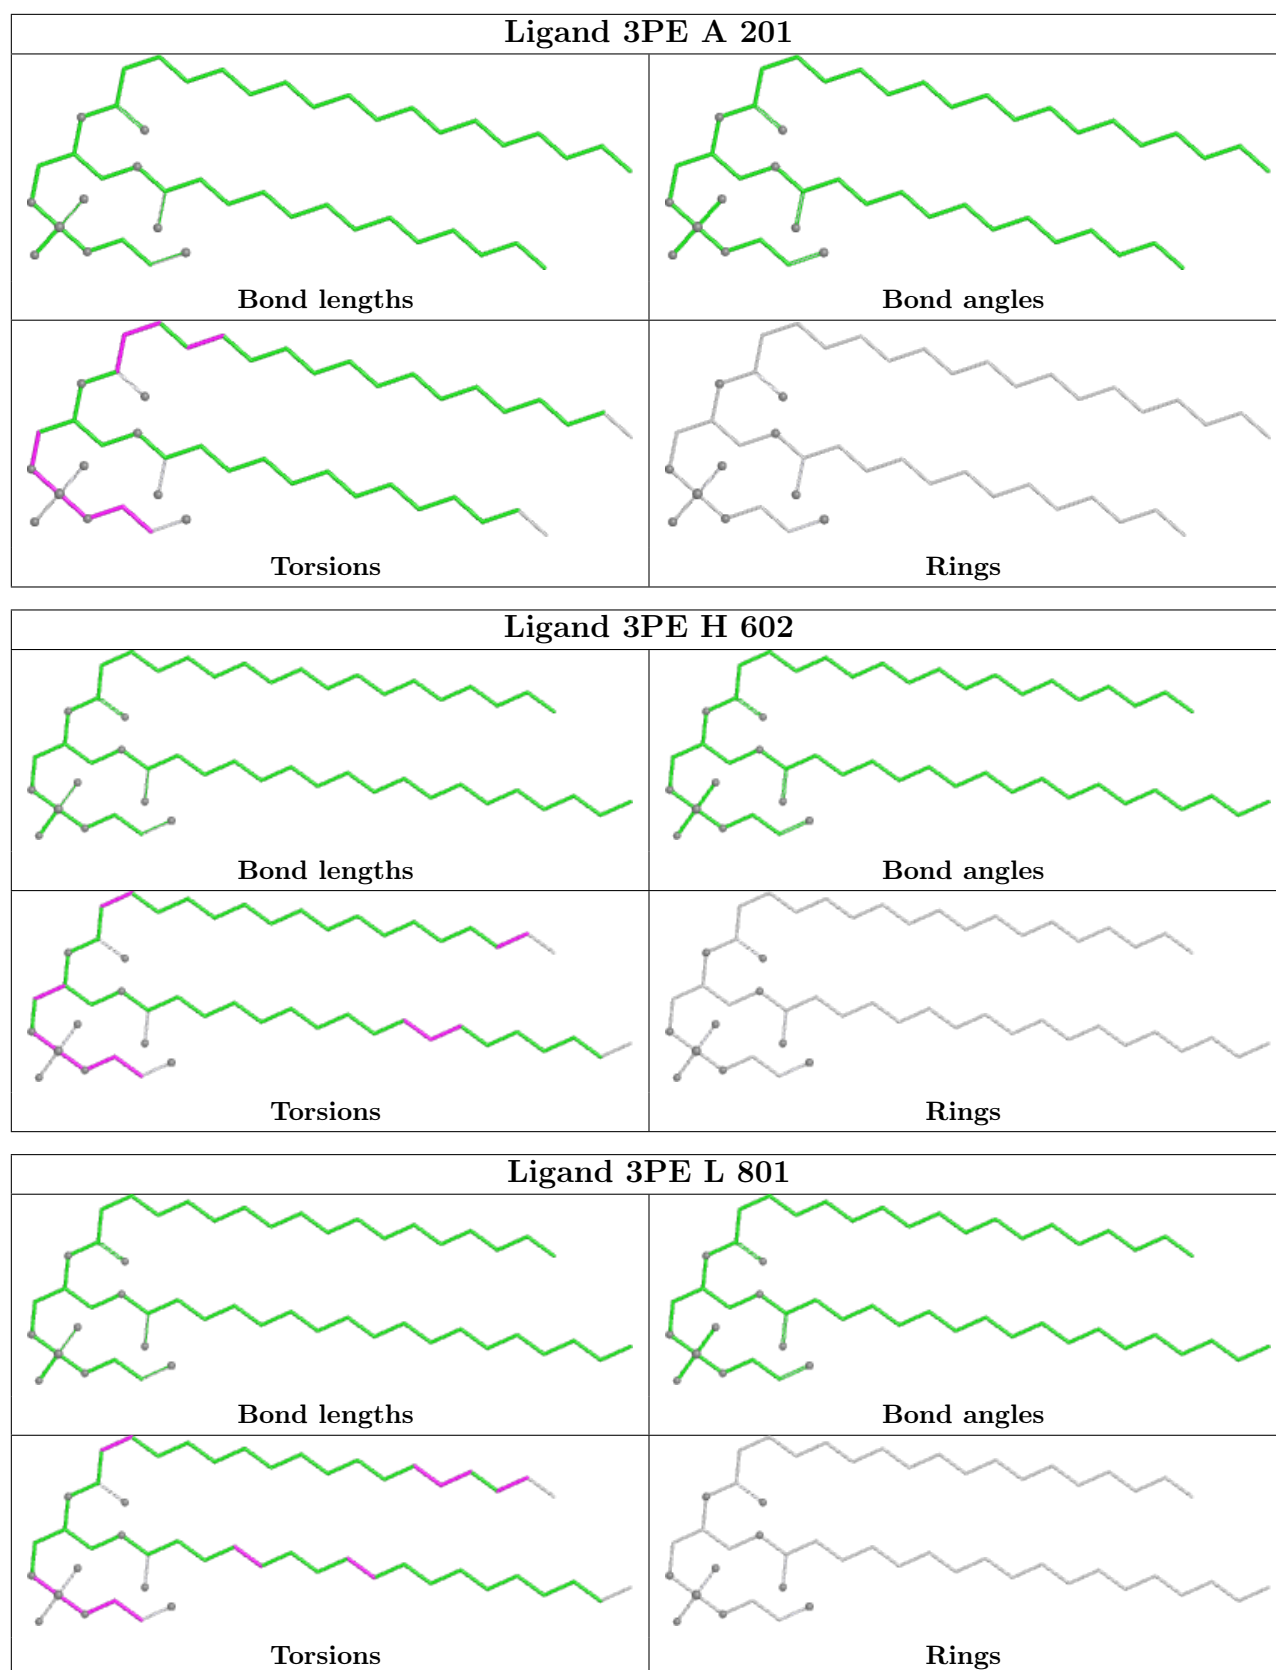 Ligand 3PE A 201
Bond lengths
Bond angles
Torsions
Rings
Ligand 3PE H 602
Bond lengths
Bond angles
Torsions
Rings
Ligand 3PE L 801
Bond lengths
Bond angles
Torsions
Rings